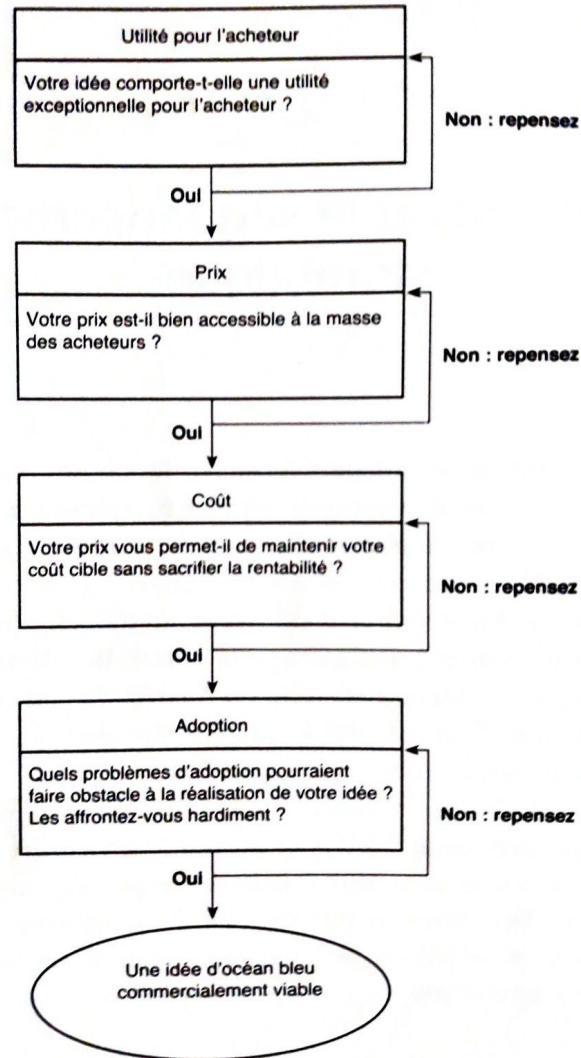 Utilité pour l'acheteur
Votre idée comporte-t-elle une utilité
exceptionnelle pour l'acheteur ?
Non : repensez
Oui
Prix
Votre prix est-il bien accessible à la masse
des acheteurs ?
Non : repensez
Oui
Coût
Votre prix vous permet-il de maintenir votre
coût cible sans sacrifier la rentabilité ?
Non : repensez
Oui
Adoption
Quels problèmes d'adoption pourraient
faire obstacle à la réalisation de votre idée ?
Les affrontez-vous hardiment ?
Non : repensez
Oui
Une idée d'océan bleu
commercialement viable